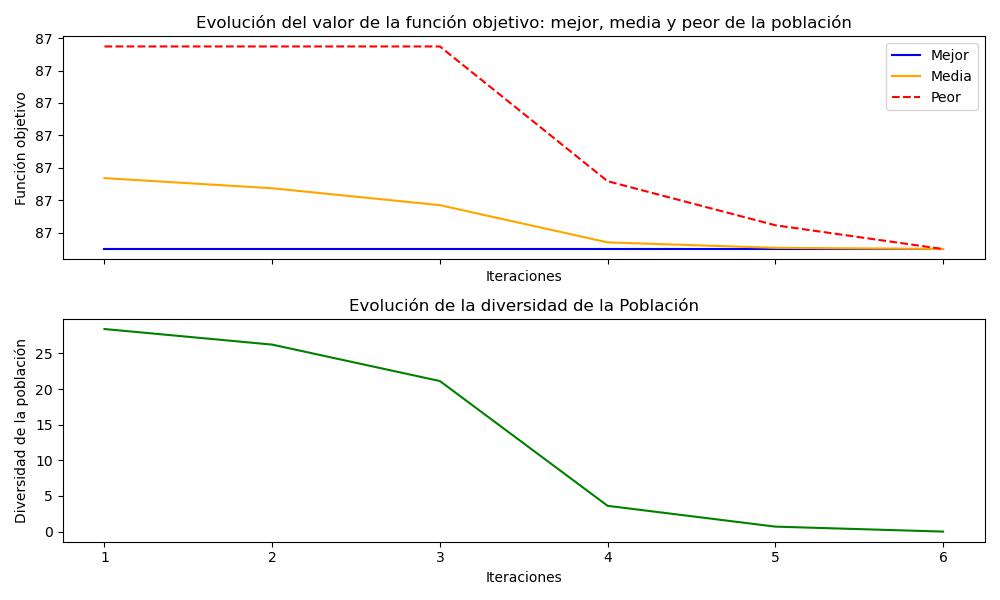 Evolución del valor de la función objetivo: mejor, media y peor de la población
Función objetivo
87
87
87
87
87
87
87
Mejor
Media
Peor
Iteraciones
Evolución de la diversidad de la Población
Diversidad de la población
25
20
15
10
5
0
1 2 3 4 5 6
Iteraciones